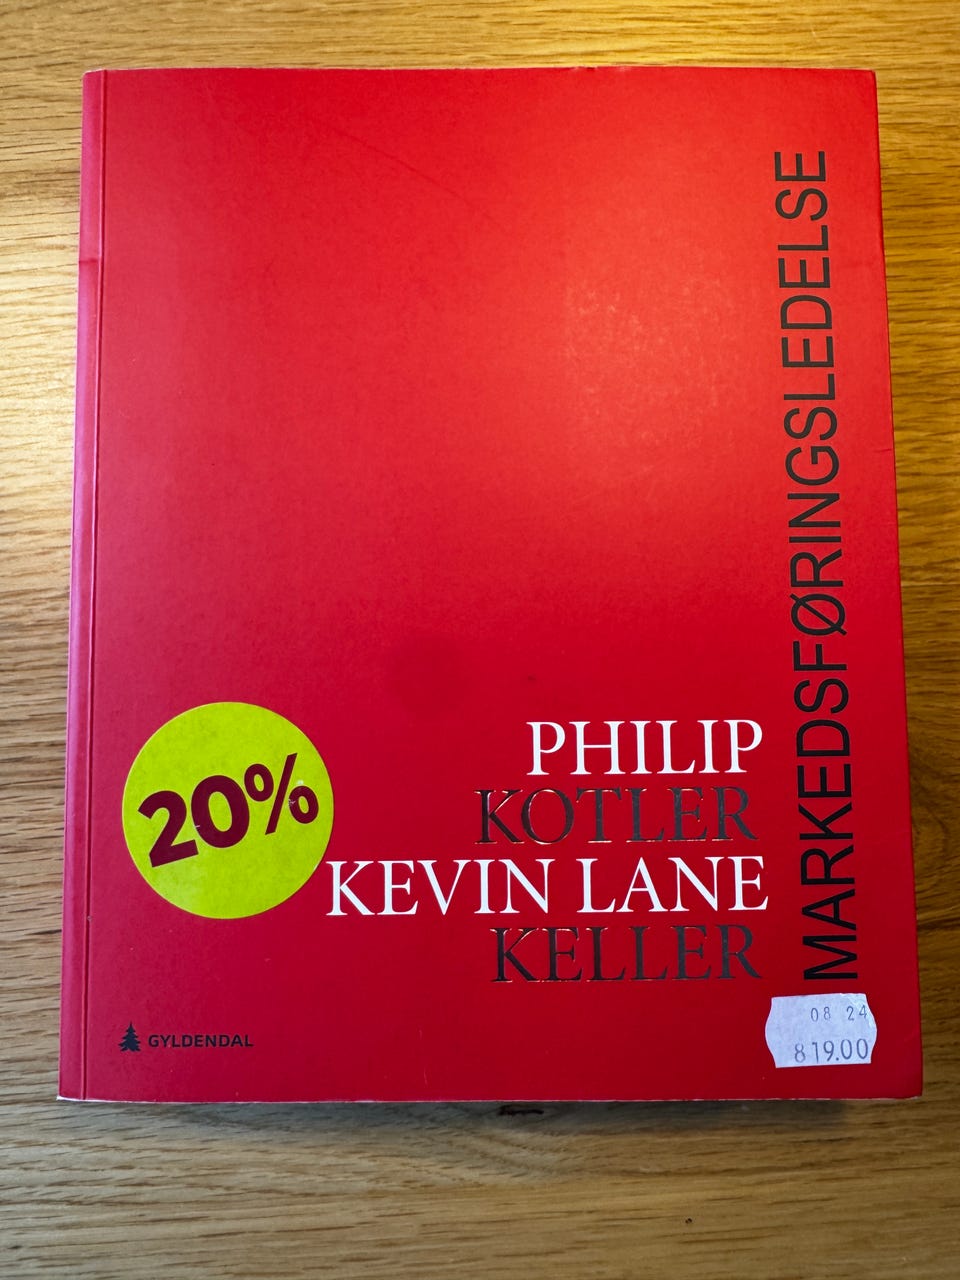 MARKEDSFØRINGSLEDELSE
PHILIP
KOTLER
KEVIN LANE
KELLER
20%
GYLDENDAL
08 24
819.00